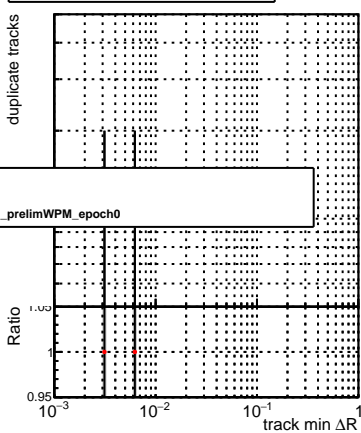 duplicate tracks
_prelimWPM_epoch0
1.05
Ratio
1
0.95
10⁻³ 10⁻² 10⁻¹ 1
track min ΔR